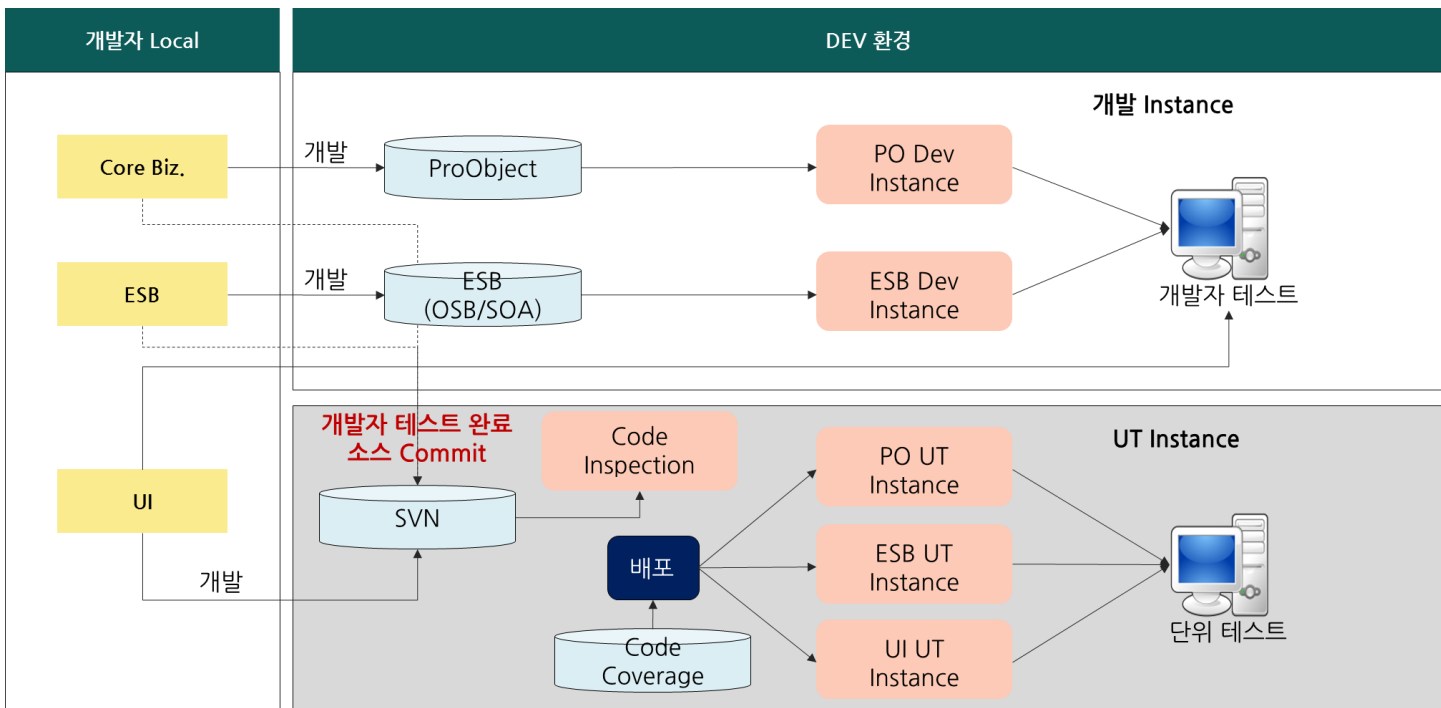 개발자 Local
DEV 환경
개발 Instance
Core Biz.
개발
ProObject
PO Dev
Instance
ESB
개발
ESB
(OSB/SOA)
ESB Dev
Instance
개발자 테스트
개발자 테스트 완료
소스 Commit
Code
Inspection
UT Instance
PO UT
Instance
UI
SVN
개발
배포
ESB UT
Instance
단위 테스트
Code
Coverage
UI UT
Instance